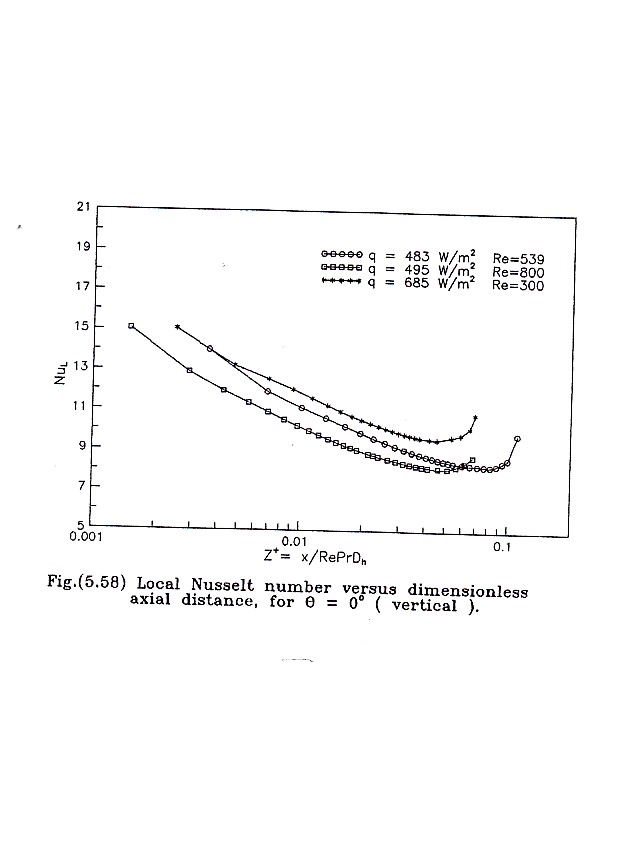 21
19
17
15
13
11
9
7
5
Nu_L
q = 483 W/m² Re=539
q = 495 W/m² Re=800
q = 685 W/m² Re=300
0.001
0.01
0.1
Z⁺= x/RePrDₕ
Fig.(5.58) Local Nusselt number versus dimensionless
axial distance, for θ = 0° ( vertical ).